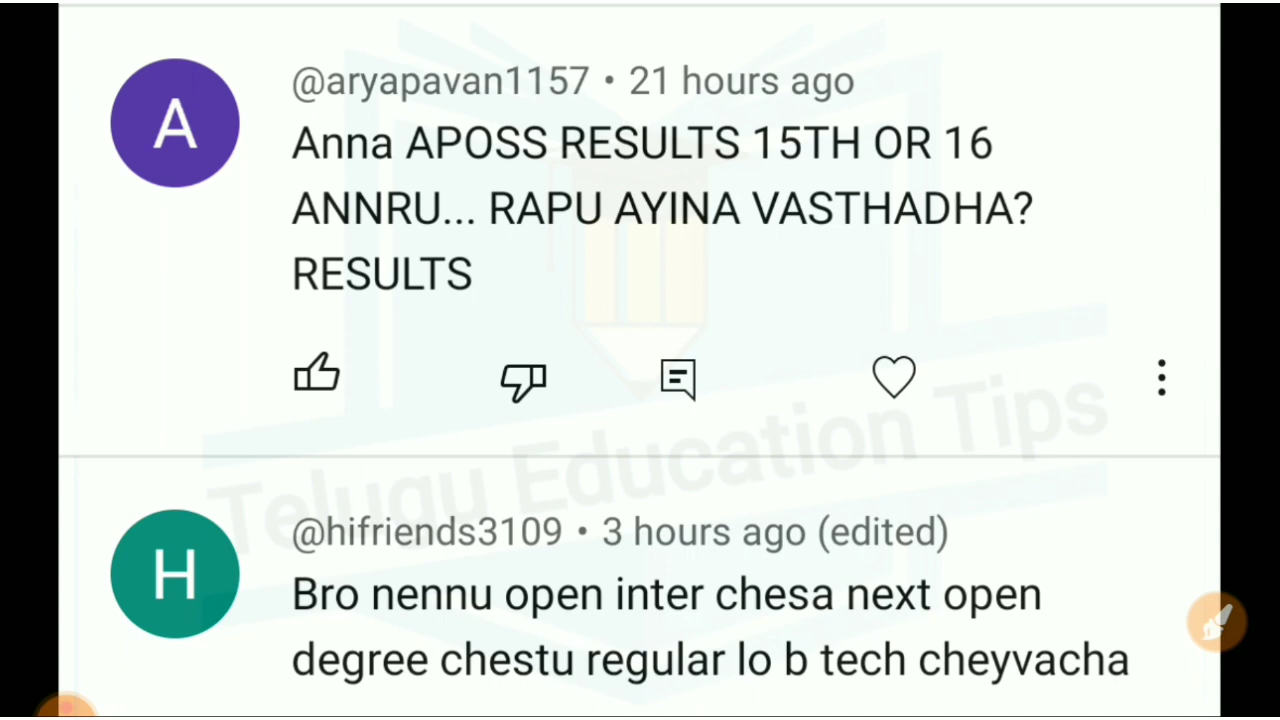 A
@aryapavan1157 • 21 hours ago
Anna APOSS RESULTS 15TH OR 16
ANNRU... RAPU AYINA VASTHADHA?
RESULTS
Telugu Education Tips
H
@hifriends3109 • 3 hours ago (edited)
Bro nennu open inter chesa next open
degree chestu regular lo b tech cheyvacha